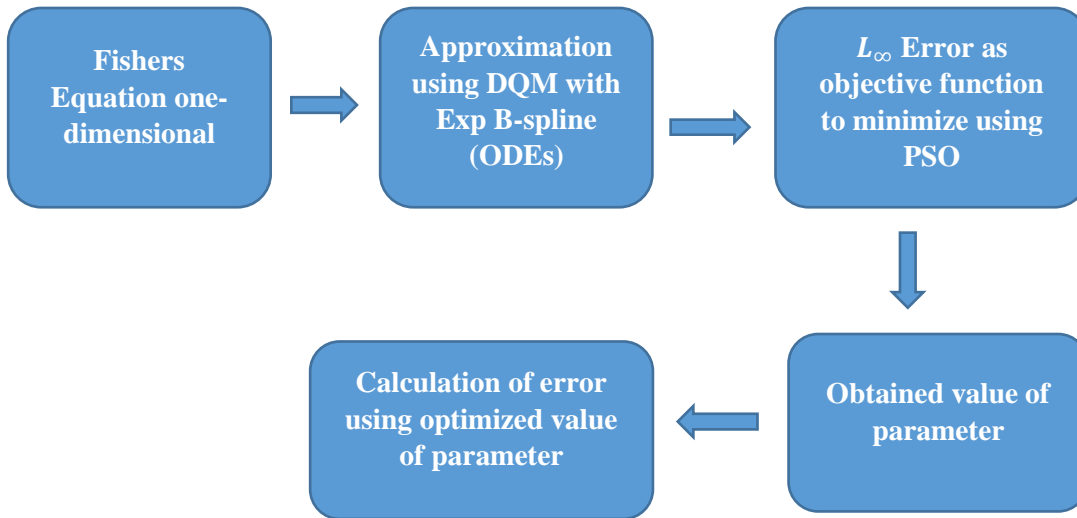 Fishers
Equation one-
dimensional
Approximation
using DQM with
Exp B-spline
(ODEs)
L∞ Error as
objective function
to minimize using
PSO
Obtained value of
parameter
Calculation of error
using optimized value
of parameter